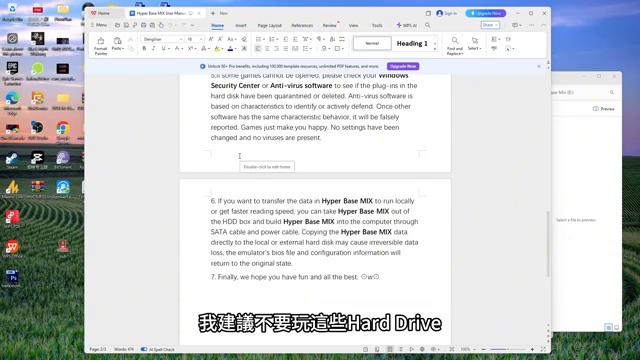 Home
Hyper Base MIX User Manu...
Sign in
Upgrade Now
Menu
Home
Insert
Page Layout
References
Review
View
Tools
WPS AI
Share
Format Painter
Paste
DengXian
Normal
Heading 1
Find and Replace
Select
Unlock 80+ Pro benefits, including 100,000 template resources, unlimited PDF features, and more.
Upgrade Now
5.If some games cannot be opened, please check your Windows
Security Center or Anti-virus software to see if the plug-ins in the
hard disk have been quarantined or deleted. Anti-virus software is
based on characteristics to identify or actively defend. Once other
software has the same characteristic behavior, it will be falsely
reported. Games just make you happy. No settings have been
changed and no viruses are present.
Double-click to edit footer
6. If you want to transfer the data in Hyper Base MIX to run locally
or get faster reading speed, you can take Hyper Base MIX out of
the HDD box and build Hyper Base MIX into the computer through
SATA cable and power cable. Copying the Hyper Base MIX data
directly to the local or external hard disk may cause irreversible data
loss, the emulator's bios file and configuration information will
return to the original state.
7. Finally, we hope you have fun and all the best. ⊙w⊙
Base Mix (E:)
Preview
Select a file to preview.
我建議不要玩這些Hard Drive
Page: 2/3
Words: 474
AI Spell Check
100%